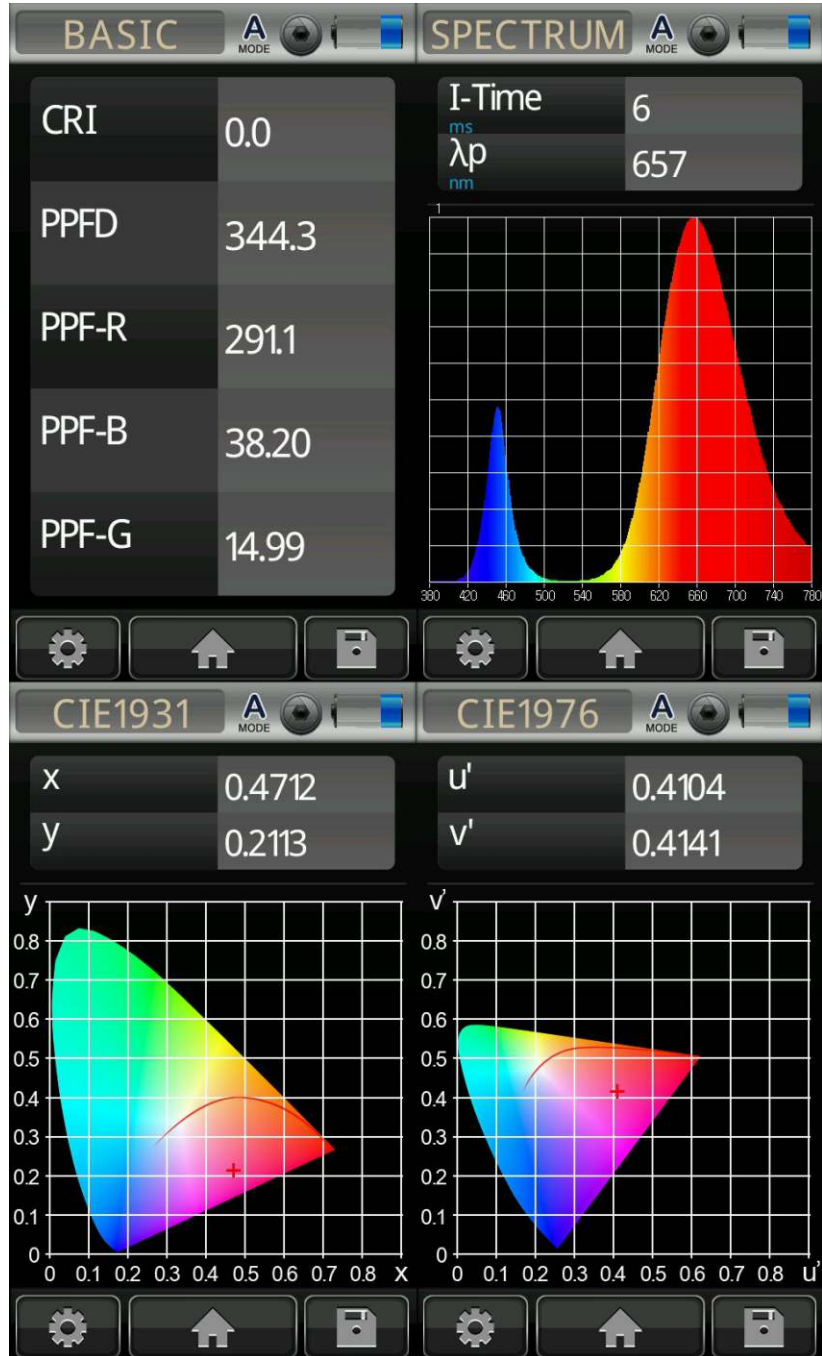 BASIC
A
MODE
CRI 0.0
PPFD 344.3
PPF-R 291.1
PPF-B 38.20
PPF-G 14.99
SPECTRUM
A
MODE
I-Time 6
ms
λp 657
nm
1
380 420 460 500 540 580 620 660 700 740 780
CIE1931
A
MODE
x 0.4712
y 0.2113
y
0.8
0.7
0.6
0.5
0.4
0.3
0.2
0.1
0
0 0.1 0.2 0.3 0.4 0.5 0.6 0.7 0.8 x
CIE1976
A
MODE
u' 0.4104
v' 0.4141
v'
0.8
0.7
0.6
0.5
0.4
0.3
0.2
0.1
0
0 0.1 0.2 0.3 0.4 0.5 0.6 0.7 0.8 u'